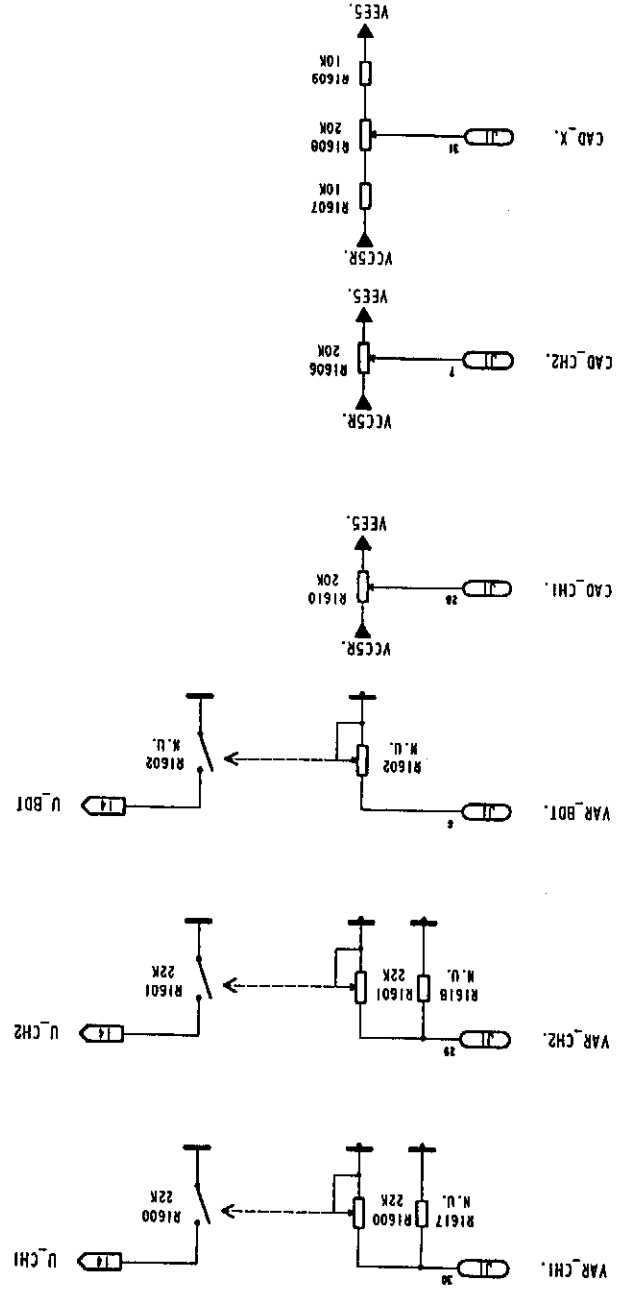 VAR_CH1.
J
30
R1617
N.U.
R1600
22K
R1600
22K
14
U_CH1
VAR_CH2.
J
29
R1618
N.U.
R1601
22K
R1601
22K
14
U_CH2
VAR_BDT.
J
R1602
N.U.
R1602
N.U.
14
U_BDT
VCC5R.
CAD_CH1.
J
28
R1610
20K
VEE5.
VCC5R.
CAD_CH2.
J
7
R1606
20K
VEE5.
VCC5R.
R1607
10K
CAD_X.
J
31
R1608
20K
R1609
10K
VEE5.